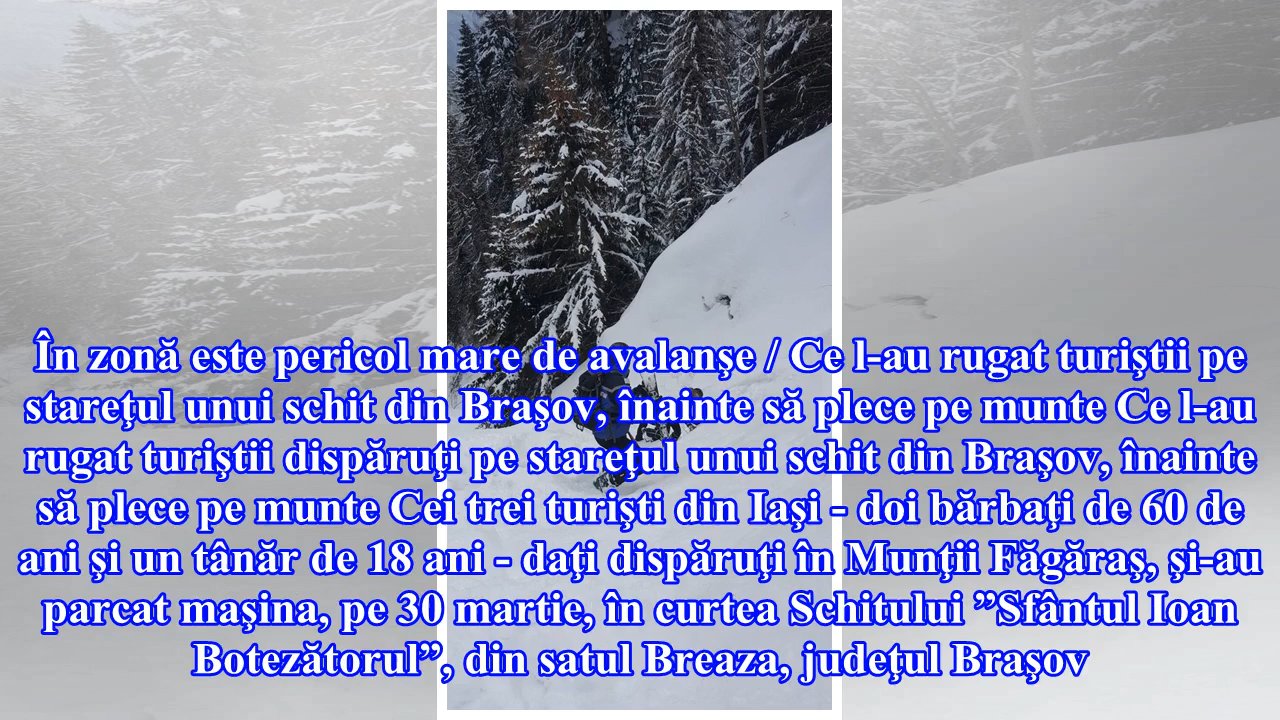 În zonă este pericol mare de avalanşe / Ce l-au rugat turiştii pe
stareţul unui schit din Braşov, înainte să plece pe munte Ce l-au
rugat turiştii dispăruţi pe stareţul unui schit din Braşov, înainte
să plece pe munte Cei trei turişti din Iaşi - doi bărbaţi de 60 de
ani şi un tânăr de 18 ani - daţi dispăruţi în Munţii Făgăraş, şi-au
parcat maşina, pe 30 martie, în curtea Schitului ”Sfântul Ioan
Botezătorul”, din satul Breaza, judeţul Braşov